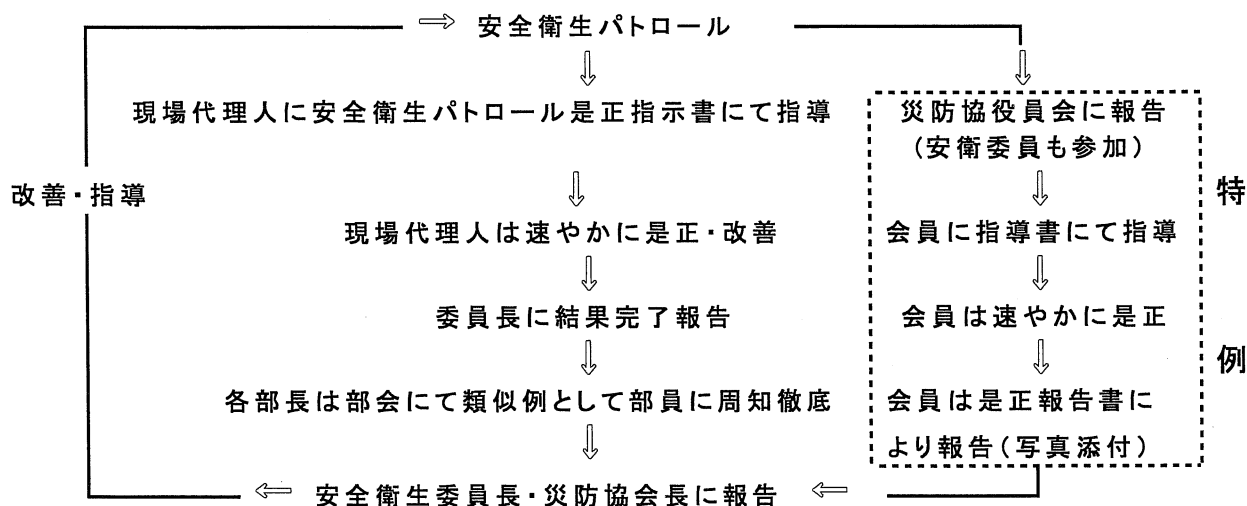 安全衛生パトロール
現場代理人に安全衛生パトロール是正指示書にて指導
現場代理人は速やかに是正・改善
委員長に結果完了報告
各部長は部会にて類似例として部員に周知徹底
安全衛生委員長・災防協会長に報告
改善・指導
災防協役員会に報告
(安衛委員も参加)
会員に指導書にて指導
会員は速やかに是正
会員は是正報告書に
より報告(写真添付)
特
例